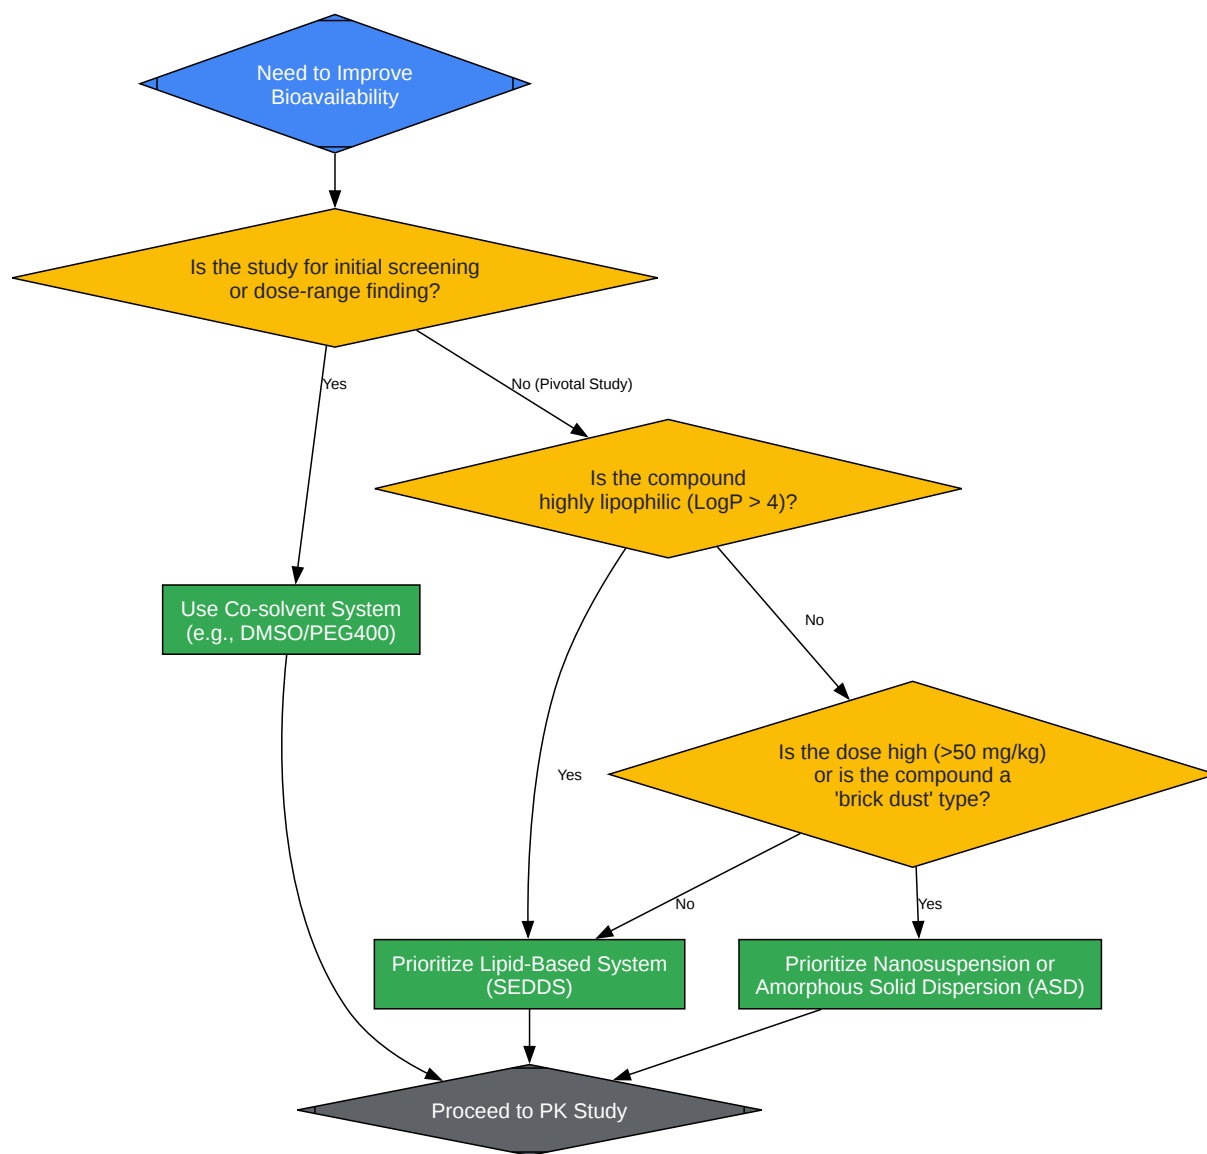 Need to Improve
Bioavailability
Is the study for initial screening
or dose-range finding?
Yes
No (Pivotal Study)
Is the compound
highly lipophilic (LogP > 4)?
Use Co-solvent System
(e.g., DMSO/PEG400)
No
Is the dose high (>50 mg/kg)
or is the compound a
'brick dust' type?
Yes
No
Yes
Prioritize Lipid-Based System
(SEDDS)
Prioritize Nanosuspension or
Amorphous Solid Dispersion (ASD)
Proceed to PK Study